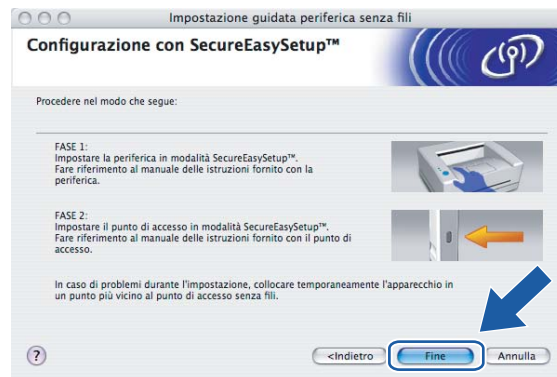 Impostazione guidata periferica senza fili
Configurazione con SecureEasySetup™
Procedere nel modo che segue:
FASE 1:
Impostare la periferica in modalità SecureEasySetup™.
Fare riferimento al manuale delle istruzioni fornito con la
periferica.
FASE 2:
Impostare il punto di accesso in modalità SecureEasySetup™.
Fare riferimento al manuale delle istruzioni fornito con il punto di
accesso.
In caso di problemi durante l'impostazione, collocare temporaneamente l'apparecchio in
un punto più vicino al punto di accesso senza fili.
? <Indietro Fine Annulla